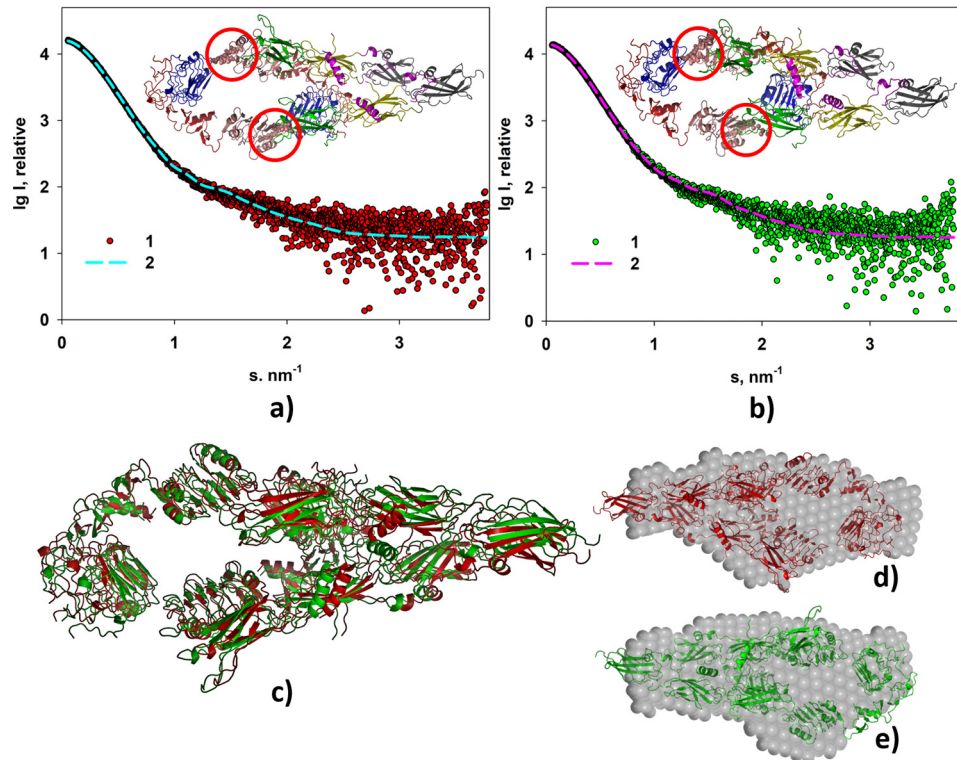 4
3
2
1
0
lg I, relative
1
2
0 1 2 3
s. nm-1
a)
4
3
2
1
0
lg I, relative
1
2
0 1 2 3
s, nm-1
b)
c)
d)
e)